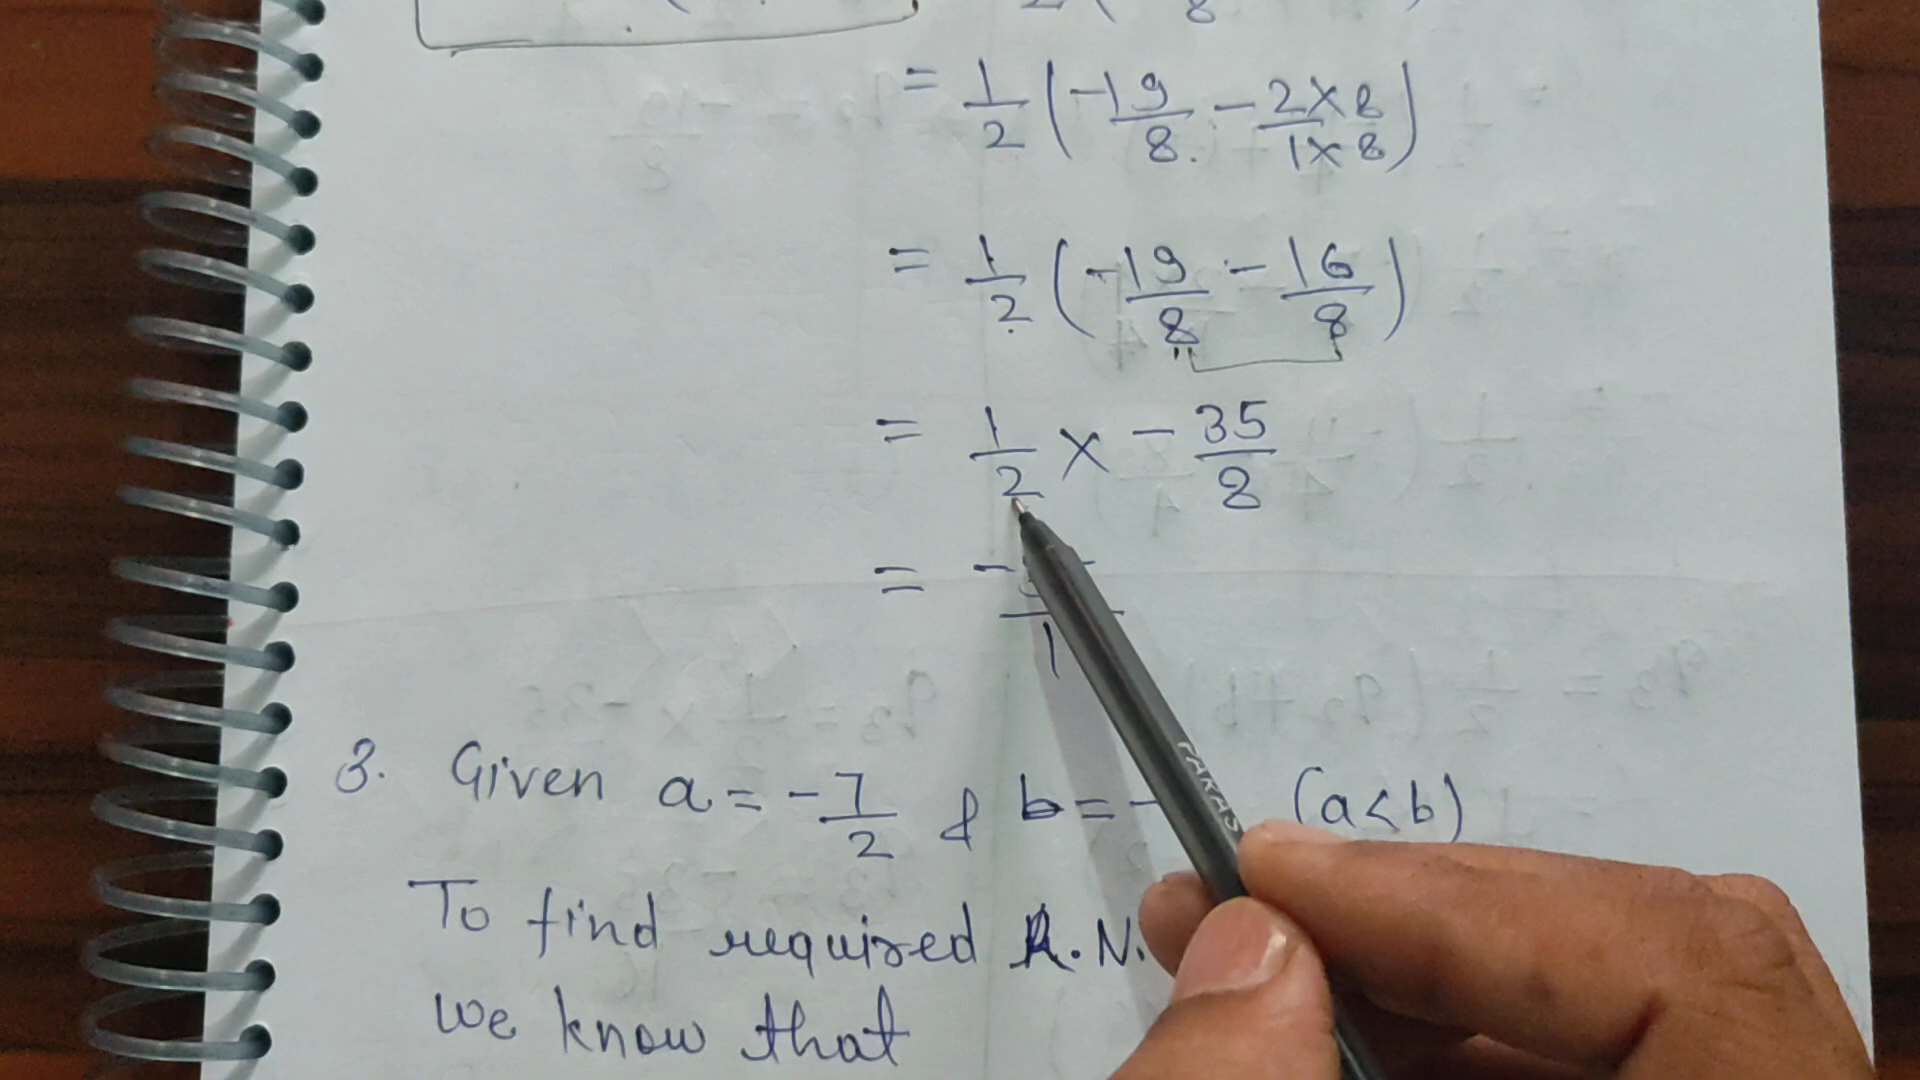 = 1/2 ( -19/8 - 2×8/1×8 )
= 1/2 ( -19/8 - 16/8 )
= 1/2 × -35/8
= -
3. Given a = -7/2 & b = - (a<b)
To find required R.N.
we know that